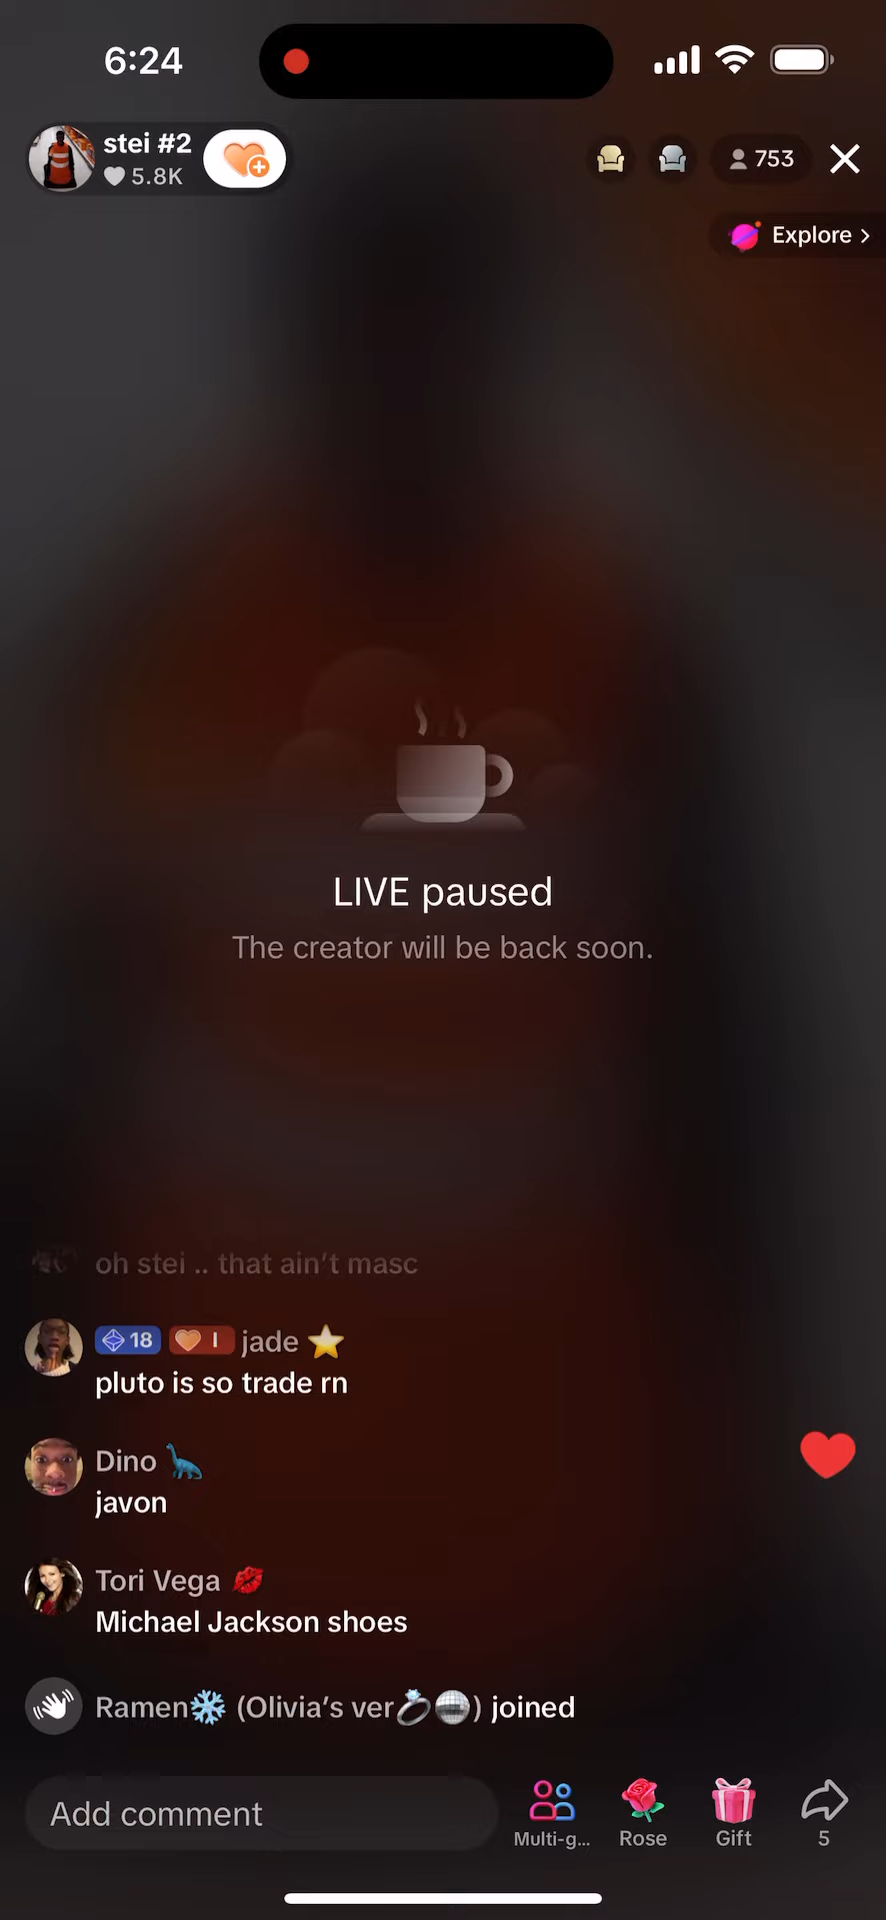 6:24
stei #2
5.8K
753
Explore
LIVE paused
The creator will be back soon.
oh stei .. that ain't masc
18 I jade ⭐
pluto is so trade rn
Dino 🦕
javon
Tori Vega 💋
Michael Jackson shoes
Ramen❄️ (Olivia's ver💍🪩) joined
Add comment
Multi-g...
Rose
Gift
5